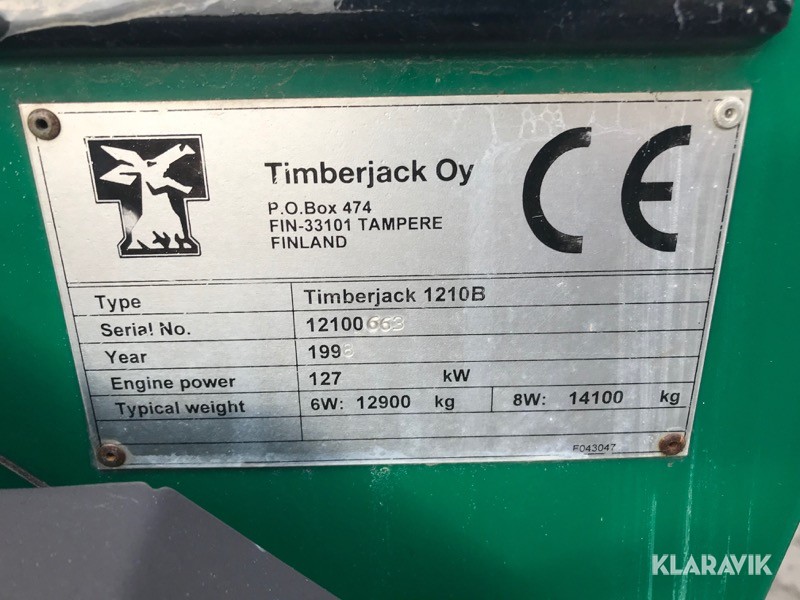 Timberjack Oy
P.O.Box 474
FIN-33101 TAMPERE
FINLAND
CE
Type Timberjack 1210B
Serial No. 12100663
Year
Engine power 127 kW
Typical weight 6W: 12900 kg 8W: 14100 kg
F043047
KLARAVIK